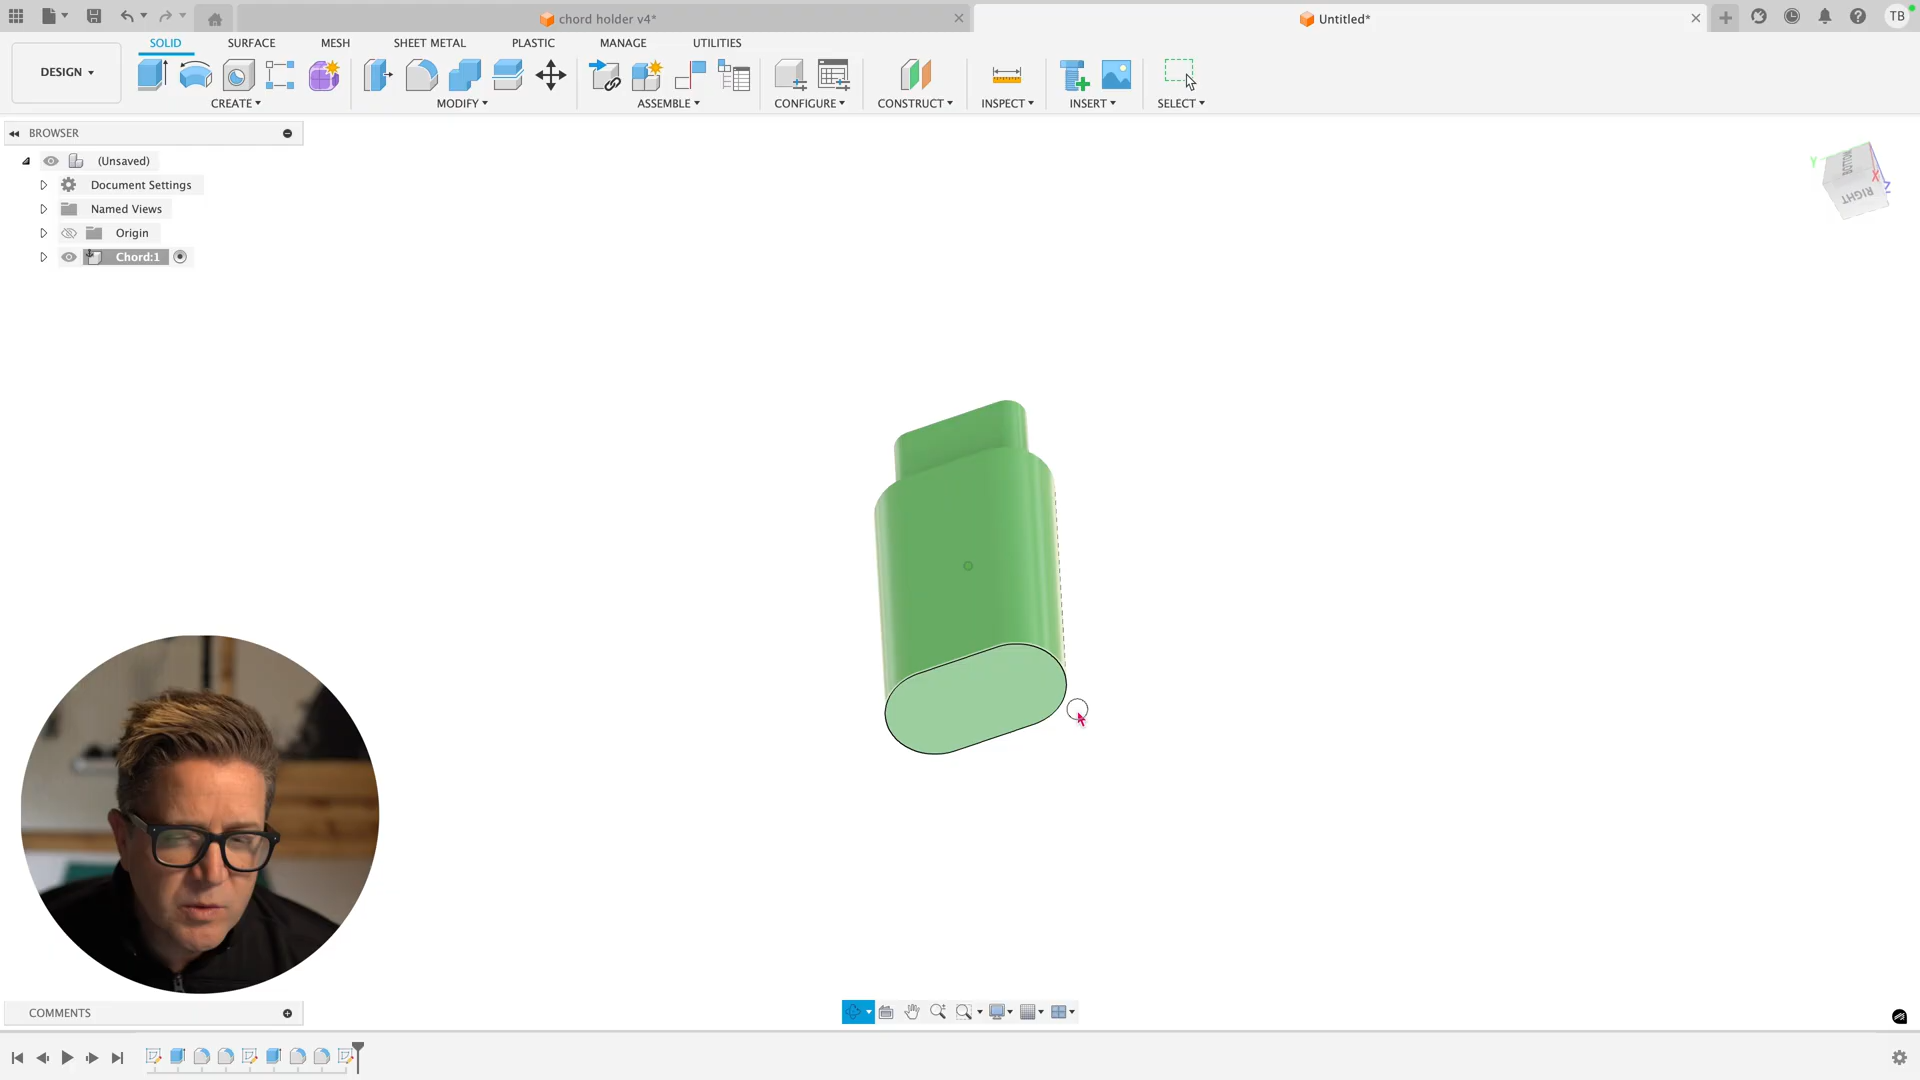 chord holder v4*
Untitled*
TB
DESIGN
SOLID
SURFACE
MESH
SHEET METAL
PLASTIC
MANAGE
UTILITIES
CREATE
MODIFY
ASSEMBLE
CONFIGURE
CONSTRUCT
INSPECT
INSERT
SELECT
BROWSER
(Unsaved)
Document Settings
Named Views
Origin
Chord:1
Y
X
Z
BOTTOM
RIGHT
COMMENTS